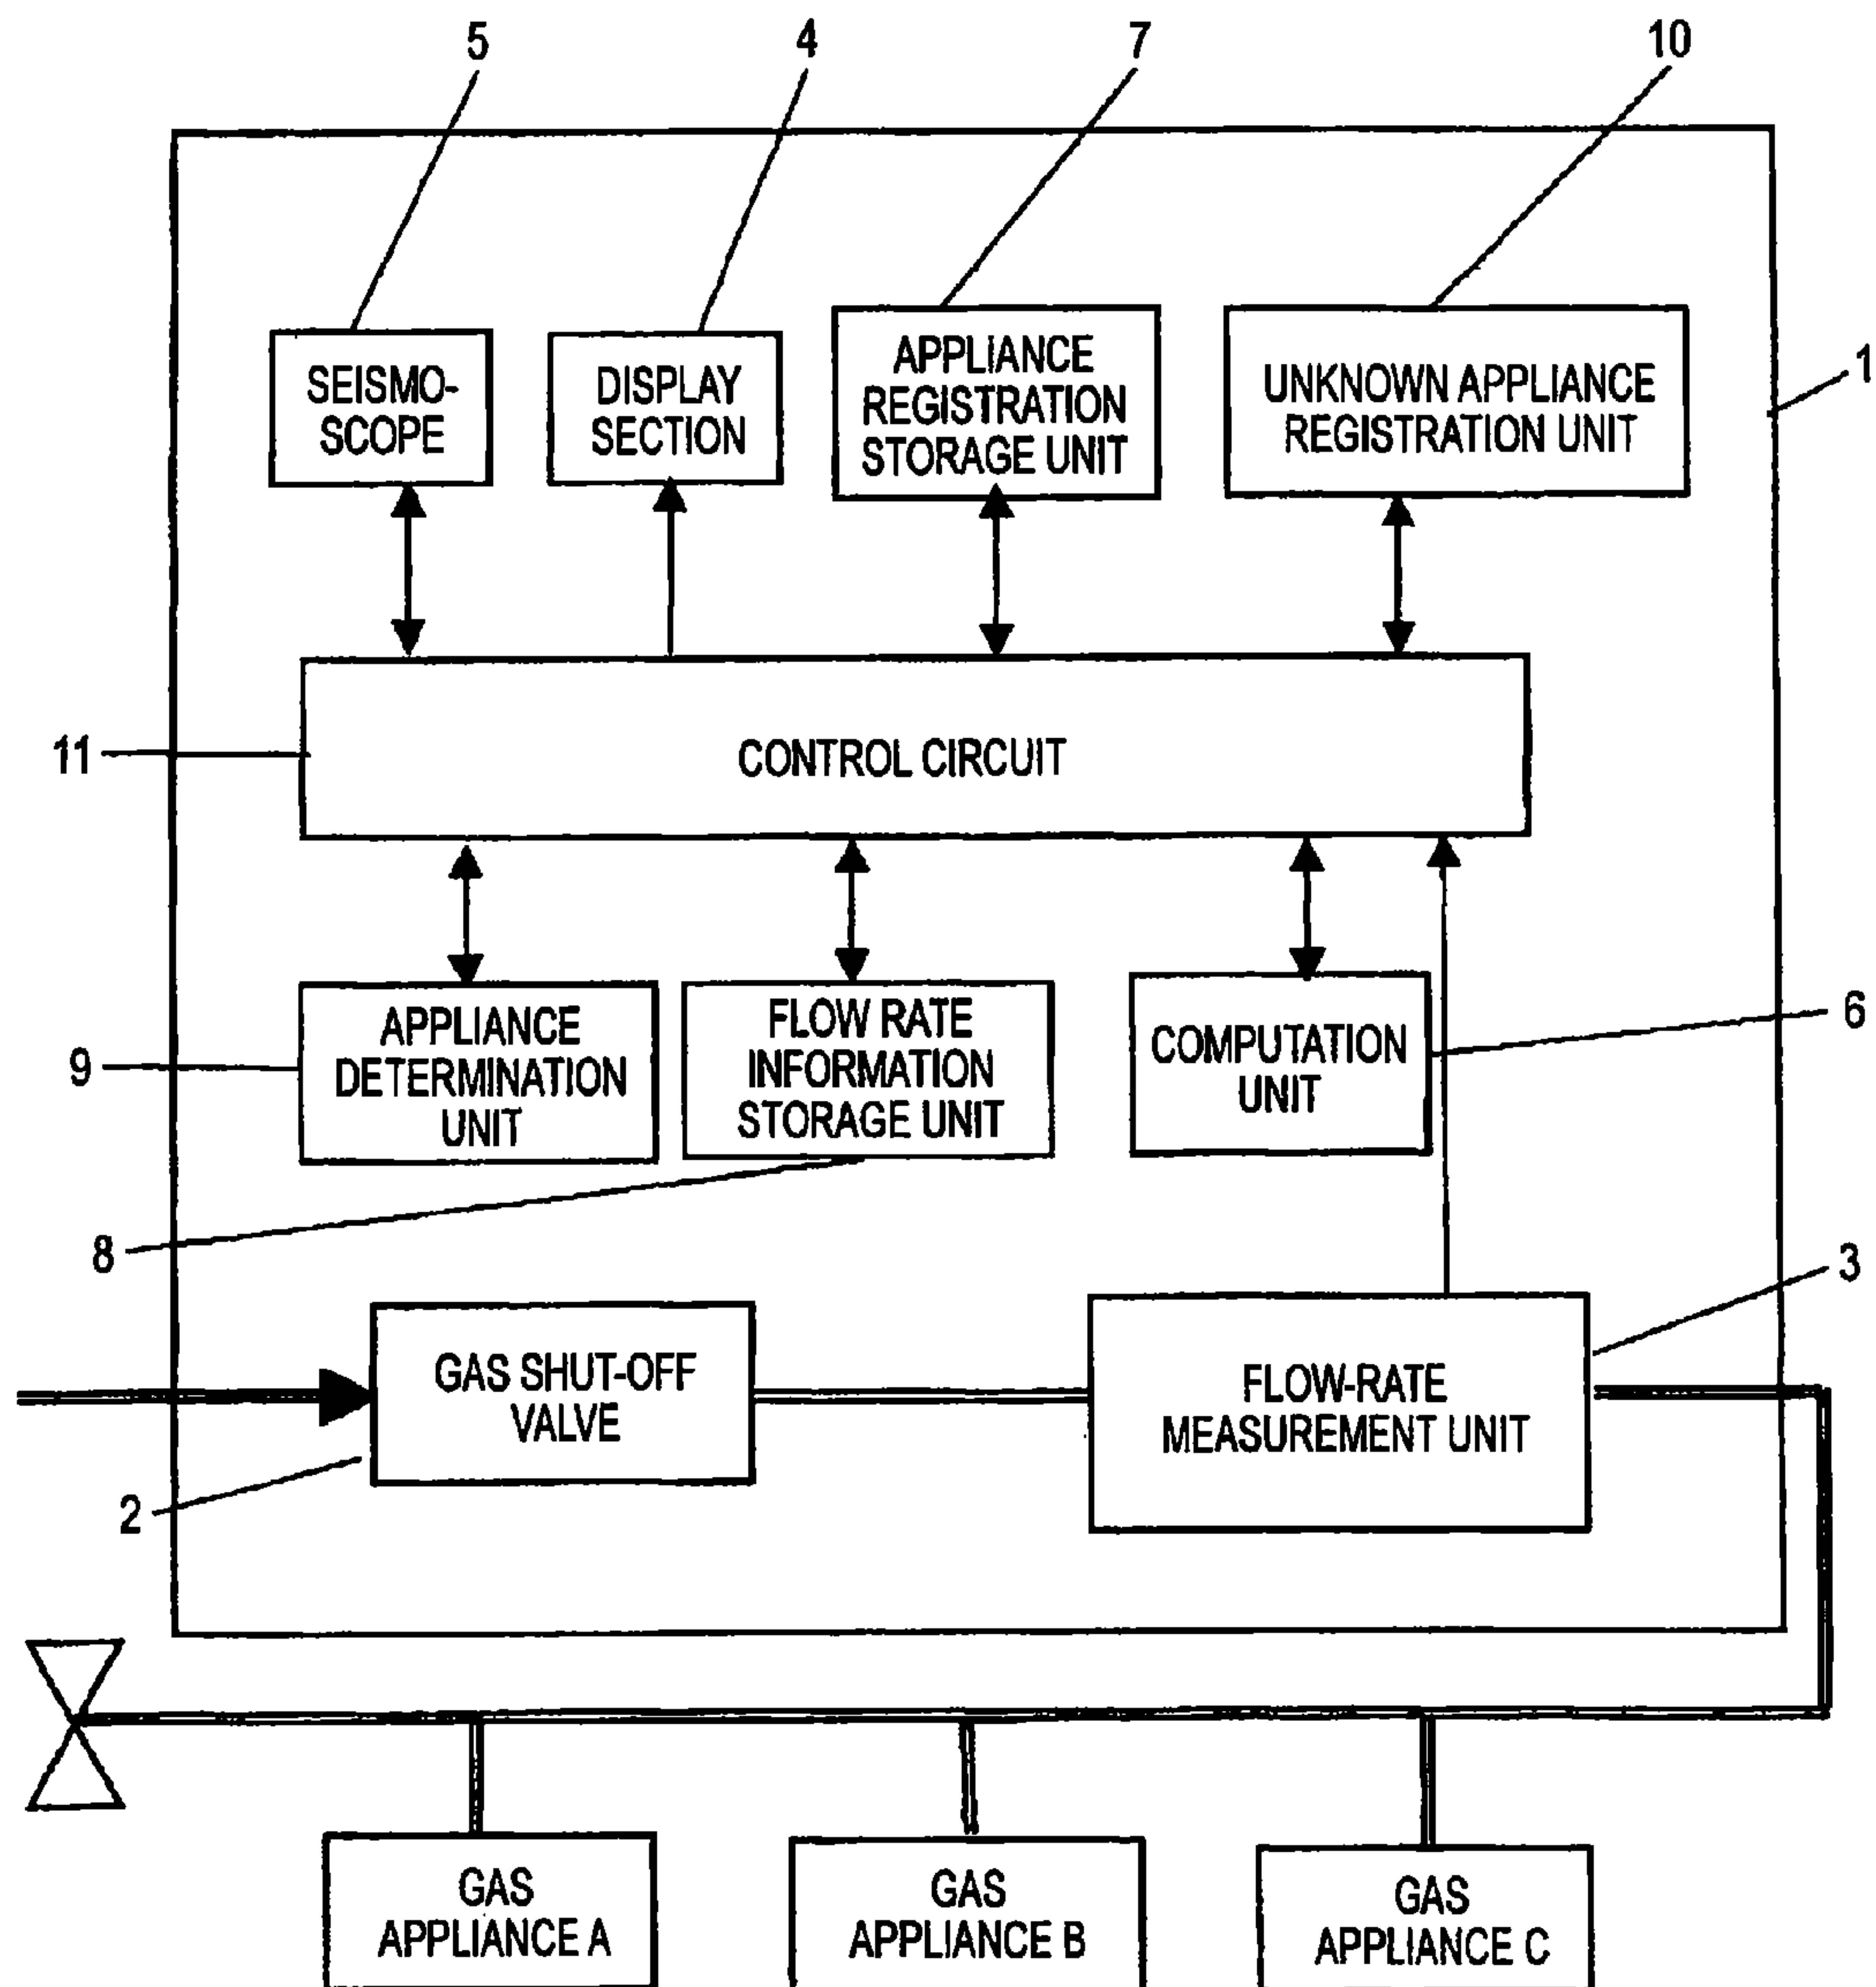 5
4
7
10
1
SEISMO-
SCOPE
DISPLAY
SECTION
APPLIANCE
REGISTRATION
STORAGE UNIT
UNKNOWN APPLIANCE
REGISTRATION UNIT
11
CONTROL CIRCUIT
9
APPLIANCE
DETERMINATION
UNIT
FLOW RATE
INFORMATION
STORAGE UNIT
COMPUTATION
UNIT
6
8
3
GAS SHUT-OFF
VALVE
FLOW-RATE
MEASUREMENT UNIT
2
GAS
APPLIANCE A
GAS
APPLIANCE B
GAS
APPLIANCE C